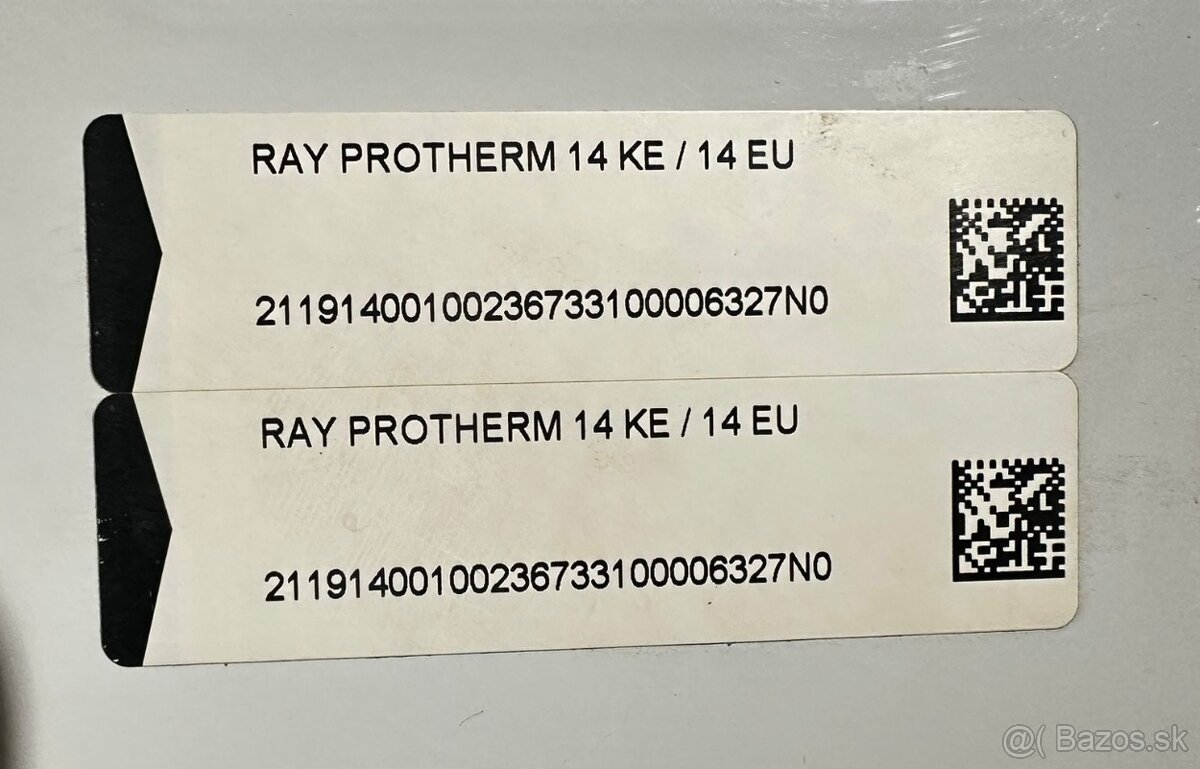 RAY PROTHERM 14 KE / 14 EU
21191400100236733100006327N0
RAY PROTHERM 14 KE / 14 EU
21191400100236733100006327N0
@( Bazos.sk